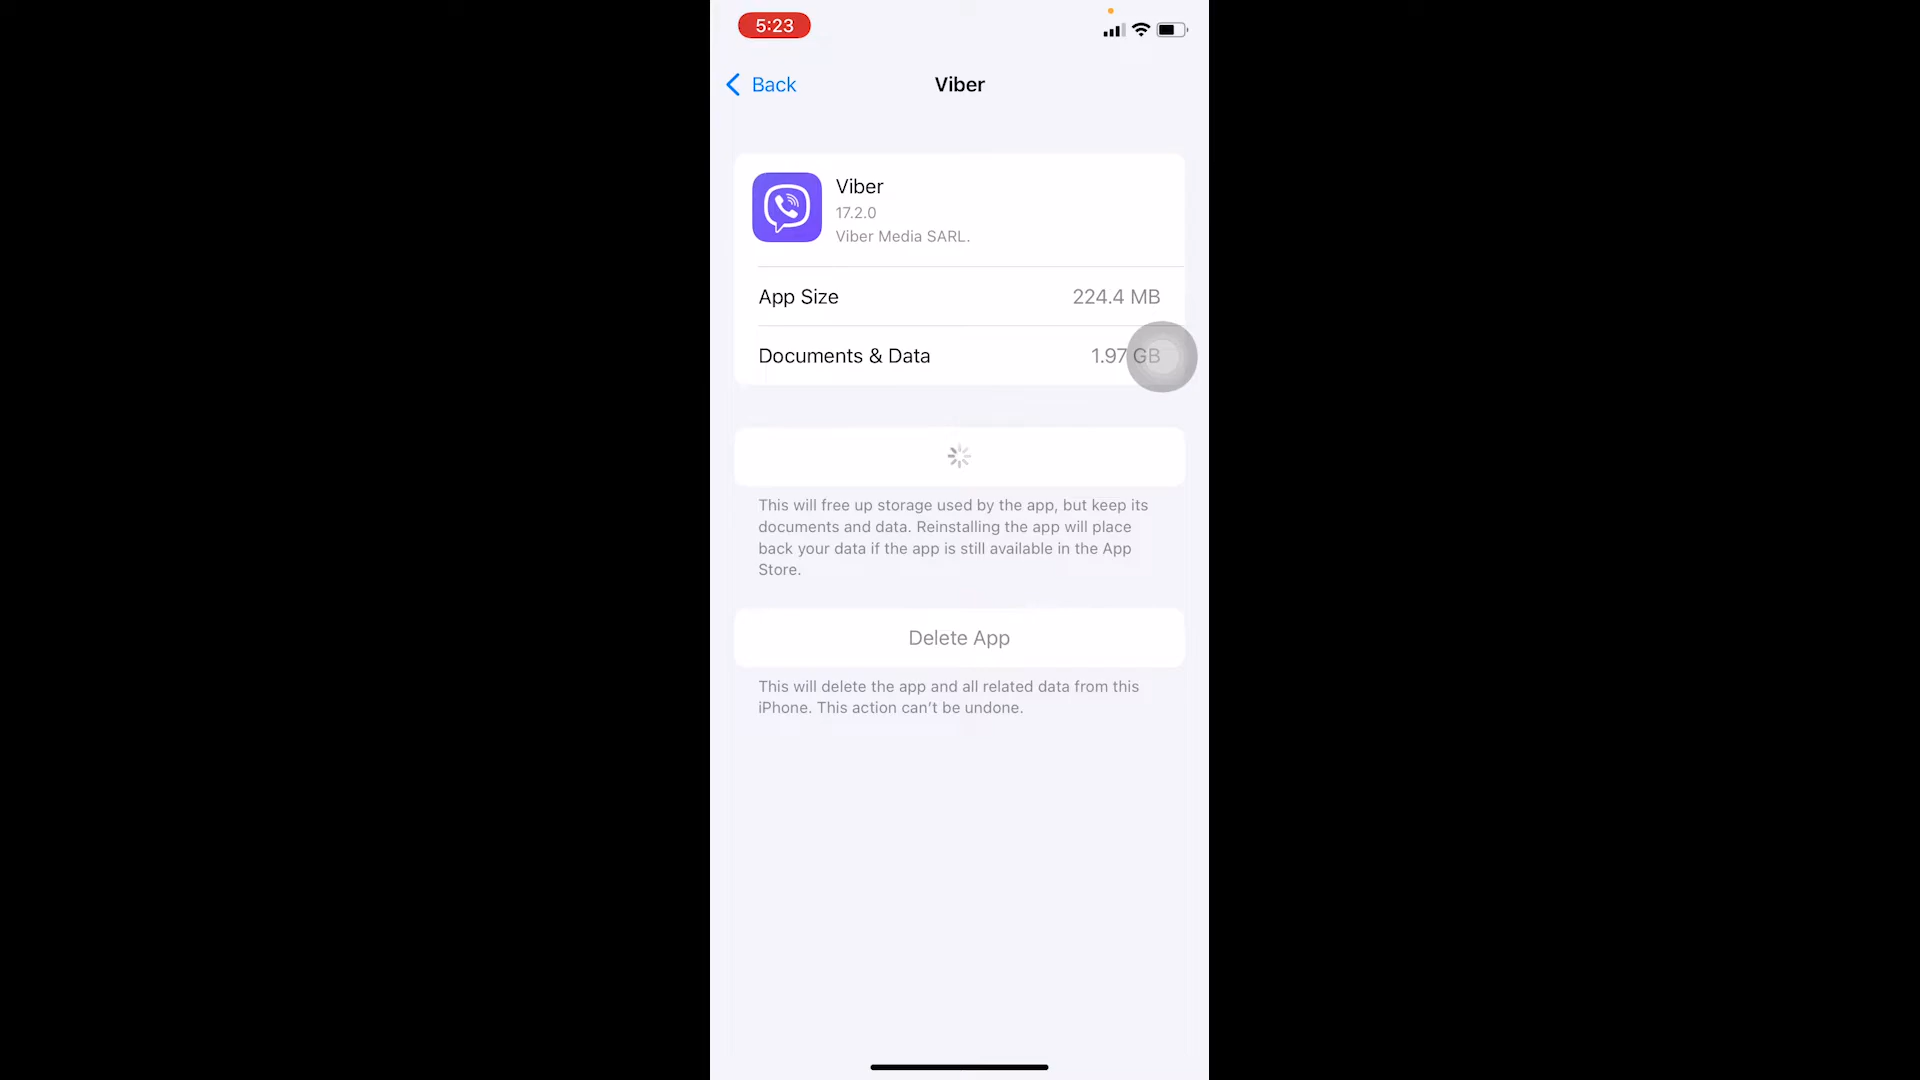 5:23
Back
Viber
Viber
17.2.0
Viber Media SARL.
App Size 224.4 MB
Documents & Data 1.97 GB
This will free up storage used by the app, but keep its
documents and data. Reinstalling the app will place
back your data if the app is still available in the App
Store.
Delete App
This will delete the app and all related data from this
iPhone. This action can’t be undone.